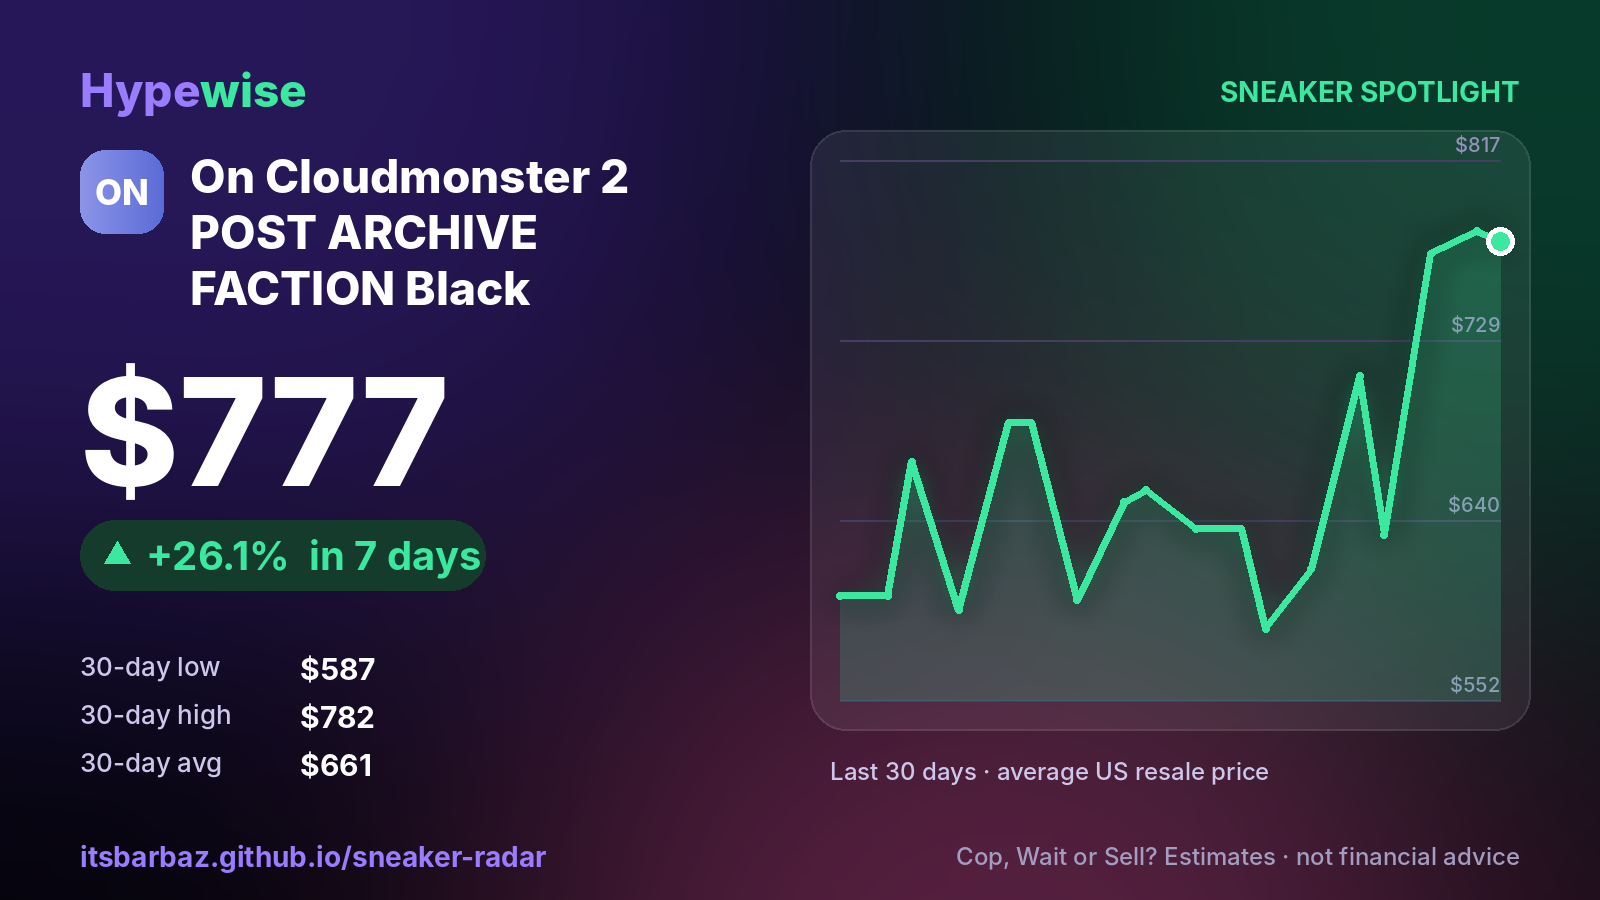 Hypewise
SNEAKER SPOTLIGHT
ON
On Cloudmonster 2
POST ARCHIVE
FACTION Black
$777
▲ +26.1% in 7 days
30-day low $587
30-day high $782
30-day avg $661
$817
$729
$640
$552
Last 30 days · average US resale price
itsbarbaz.github.io/sneaker-radar
Cop, Wait or Sell? Estimates · not financial advice